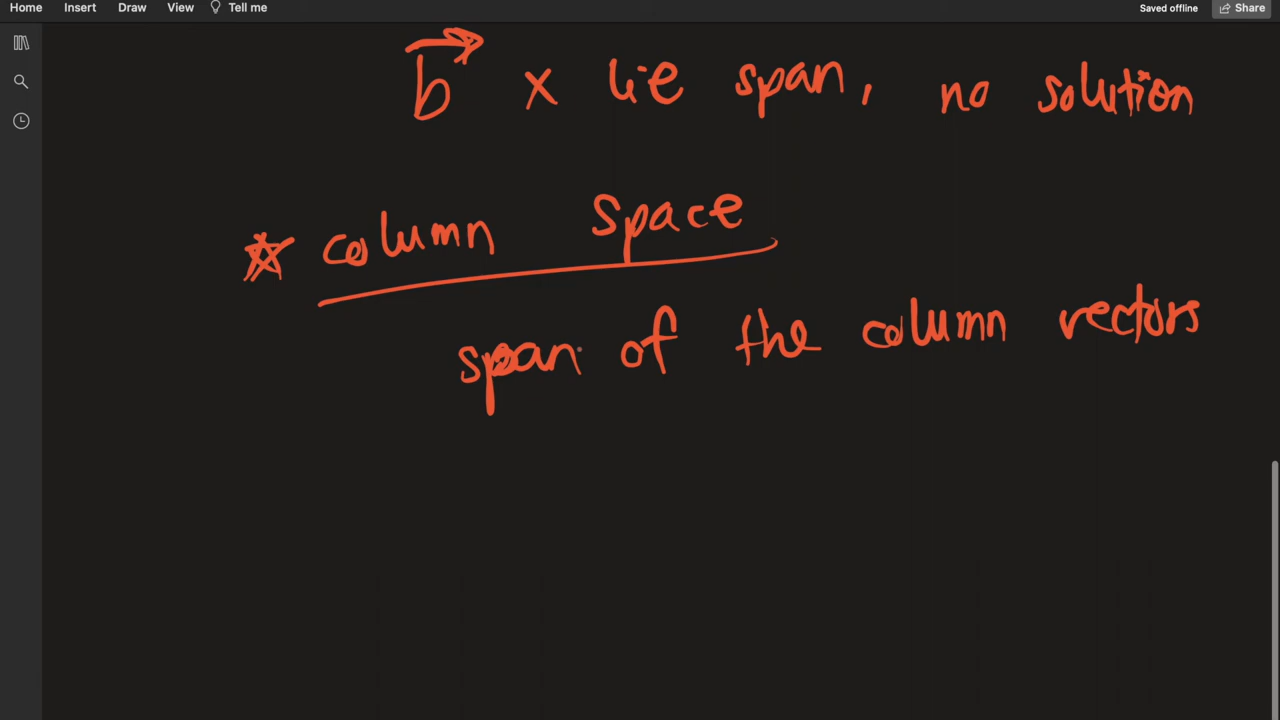 Home Insert Draw View Tell me Saved offline Share
b⃗ x lie span, no solution
☆ column space
span of the column vectors